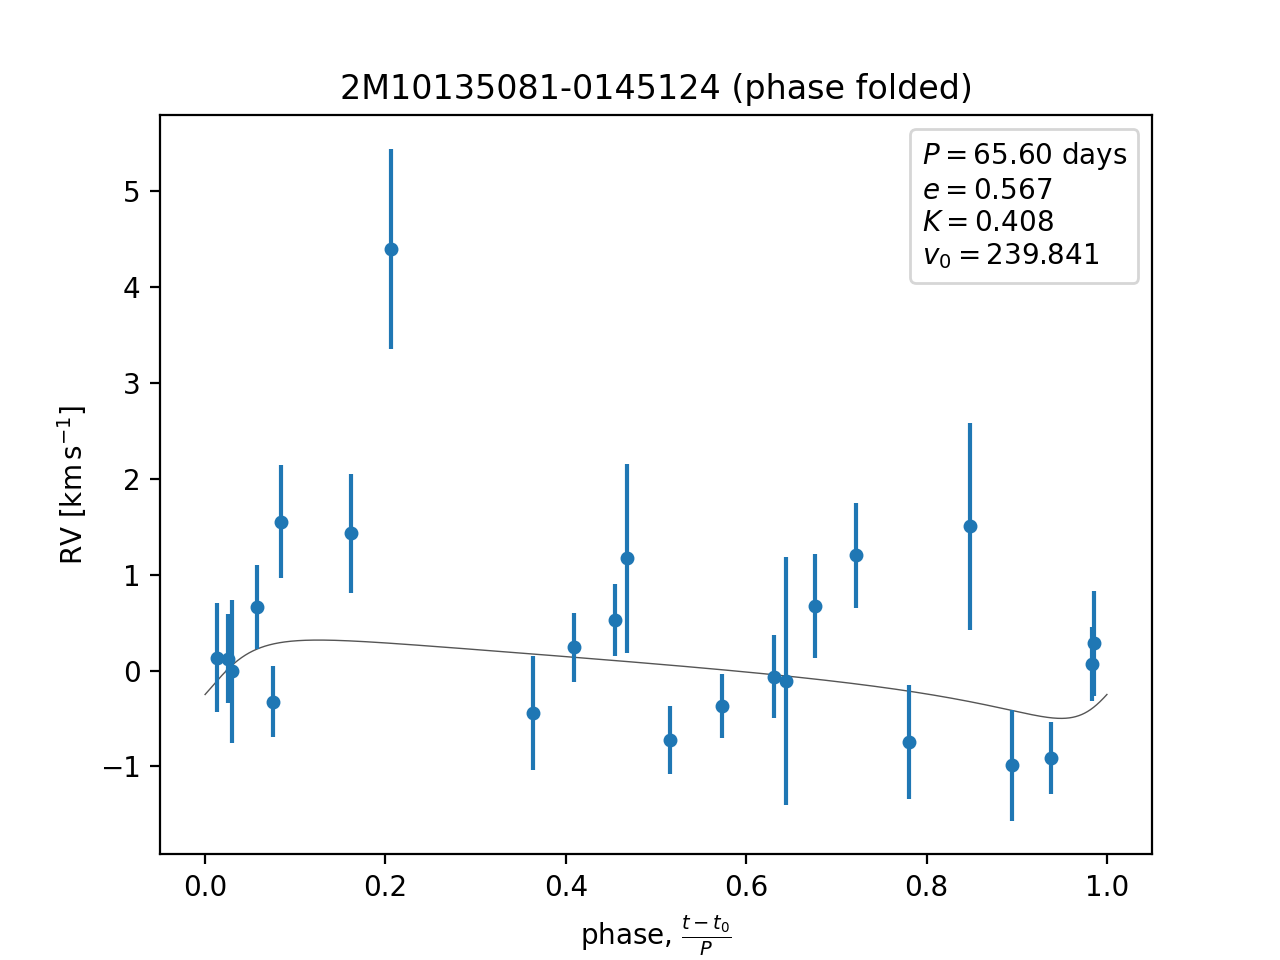 2M10135081-0145124 (phase folded)
P = 65.60 days
e = 0.567
K = 0.408
v₀ = 239.841
RV [km s⁻¹]
5
4
3
2
1
0
−1
0.0 0.2 0.4 0.6 0.8 1.0
phase, (t − t₀)/P